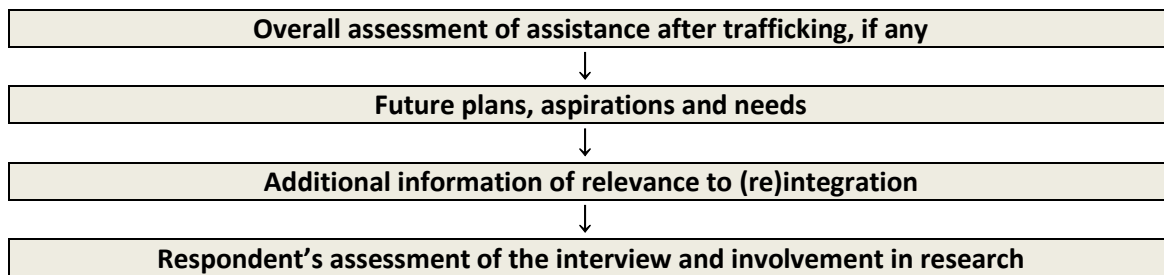 Overall assessment of assistance after trafficking, if any
Future plans, aspirations and needs
Additional information of relevance to (re)integration
Respondent’s assessment of the interview and involvement in research